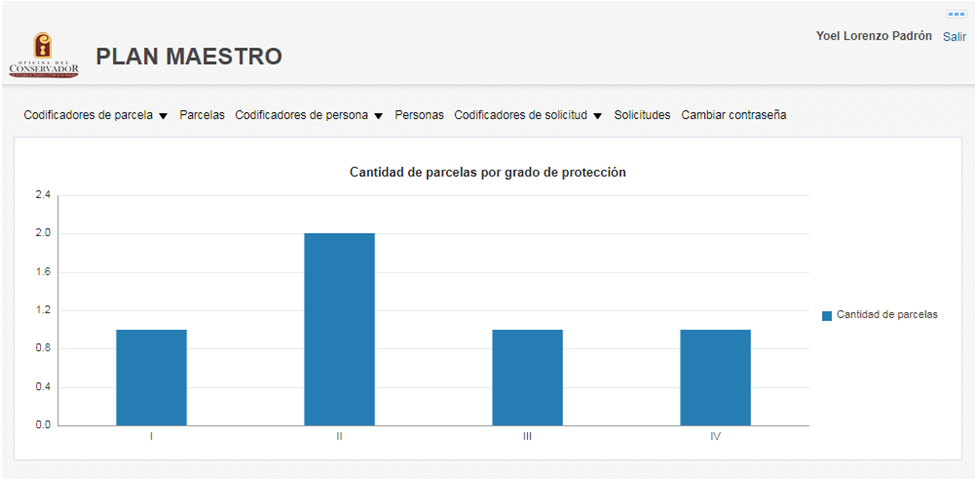 Yoel Lorenzo Padrón Salir
OFICINA DEL
CONSERVADOR
PLAN MAESTRO
Codificadores de parcela Parcelas Codificadores de persona Personas Codificadores de solicitud Solicitudes Cambiar contraseña
Cantidad de parcelas por grado de protección
2.4
2.0
1.6
1.2
0.8
0.4
0.0
I II III IV
Cantidad de parcelas